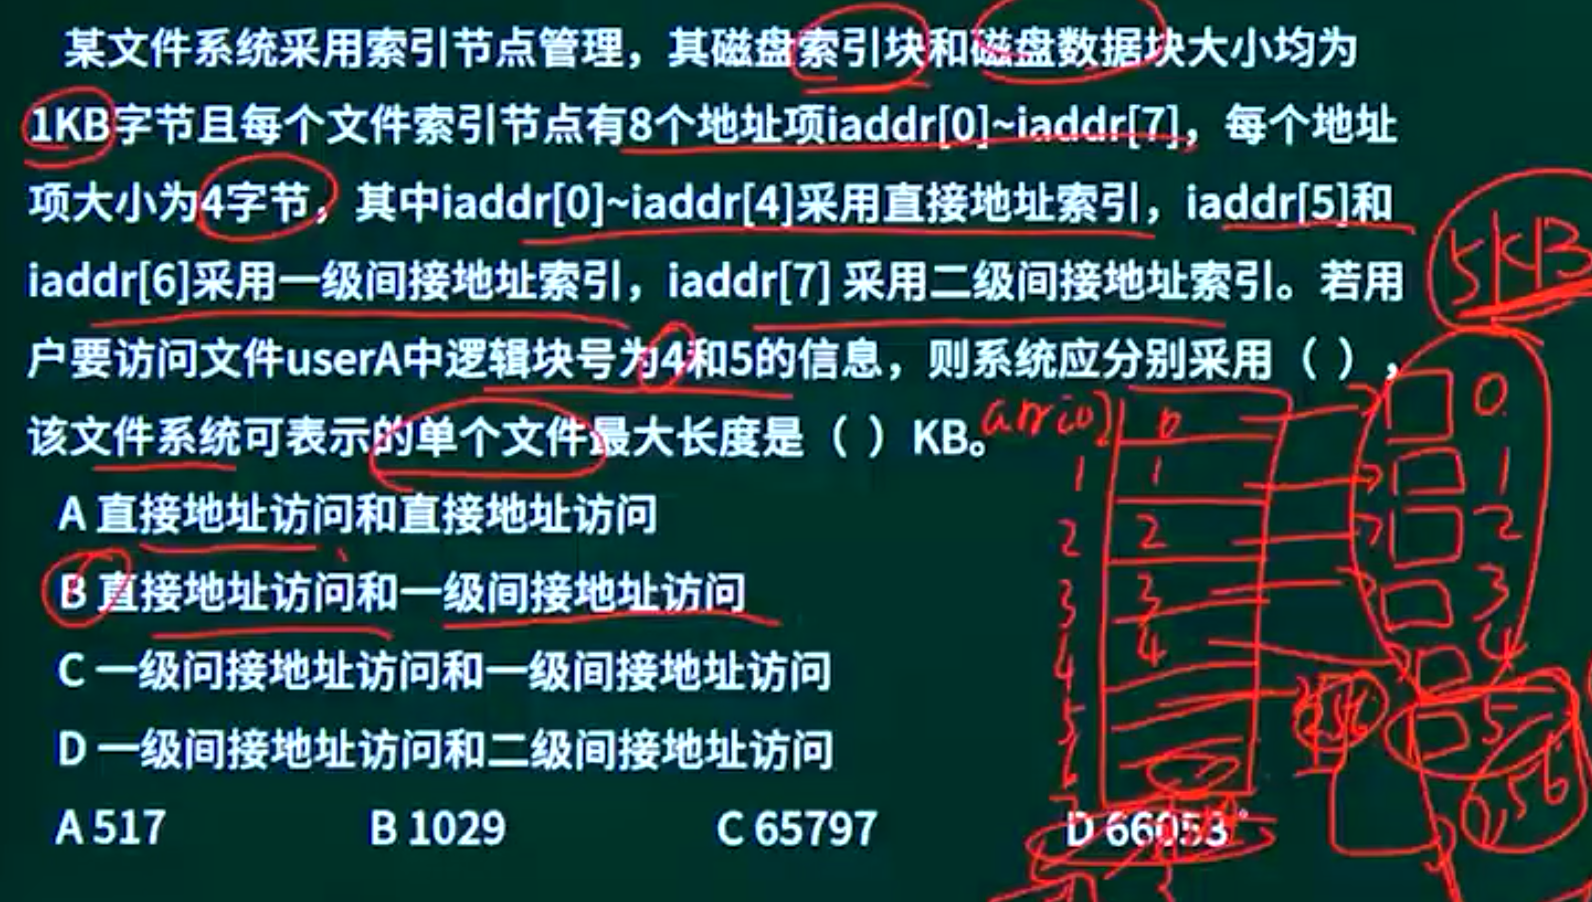 某文件系统采用索引节点管理，其磁盘索引块和磁盘数据块大小均为
1KB字节且每个文件索引节点有8个地址项iaddr[0]~iaddr[7]，每个地址
项大小为4字节，其中iaddr[0]~iaddr[4]采用直接地址索引，iaddr[5]和
iaddr[6]采用一级间接地址索引，iaddr[7] 采用二级间接地址索引。若用
户要访问文件userA中逻辑块号为4和5的信息，则系统应分别采用（ ），
该文件系统可表示的单个文件最大长度是（ ）KB。
A 直接地址访问和直接地址访问
B 直接地址访问和一级间接地址访问
C 一级问接地址访问和一级间接地址访问
D 一级间接地址访问和二级间接地址访问
A 517 B 1029 C 65797 D 66053
5KB
0 0
1 1 1
2 2 2
3 3 3
4 4 4
5 256 5
6 256